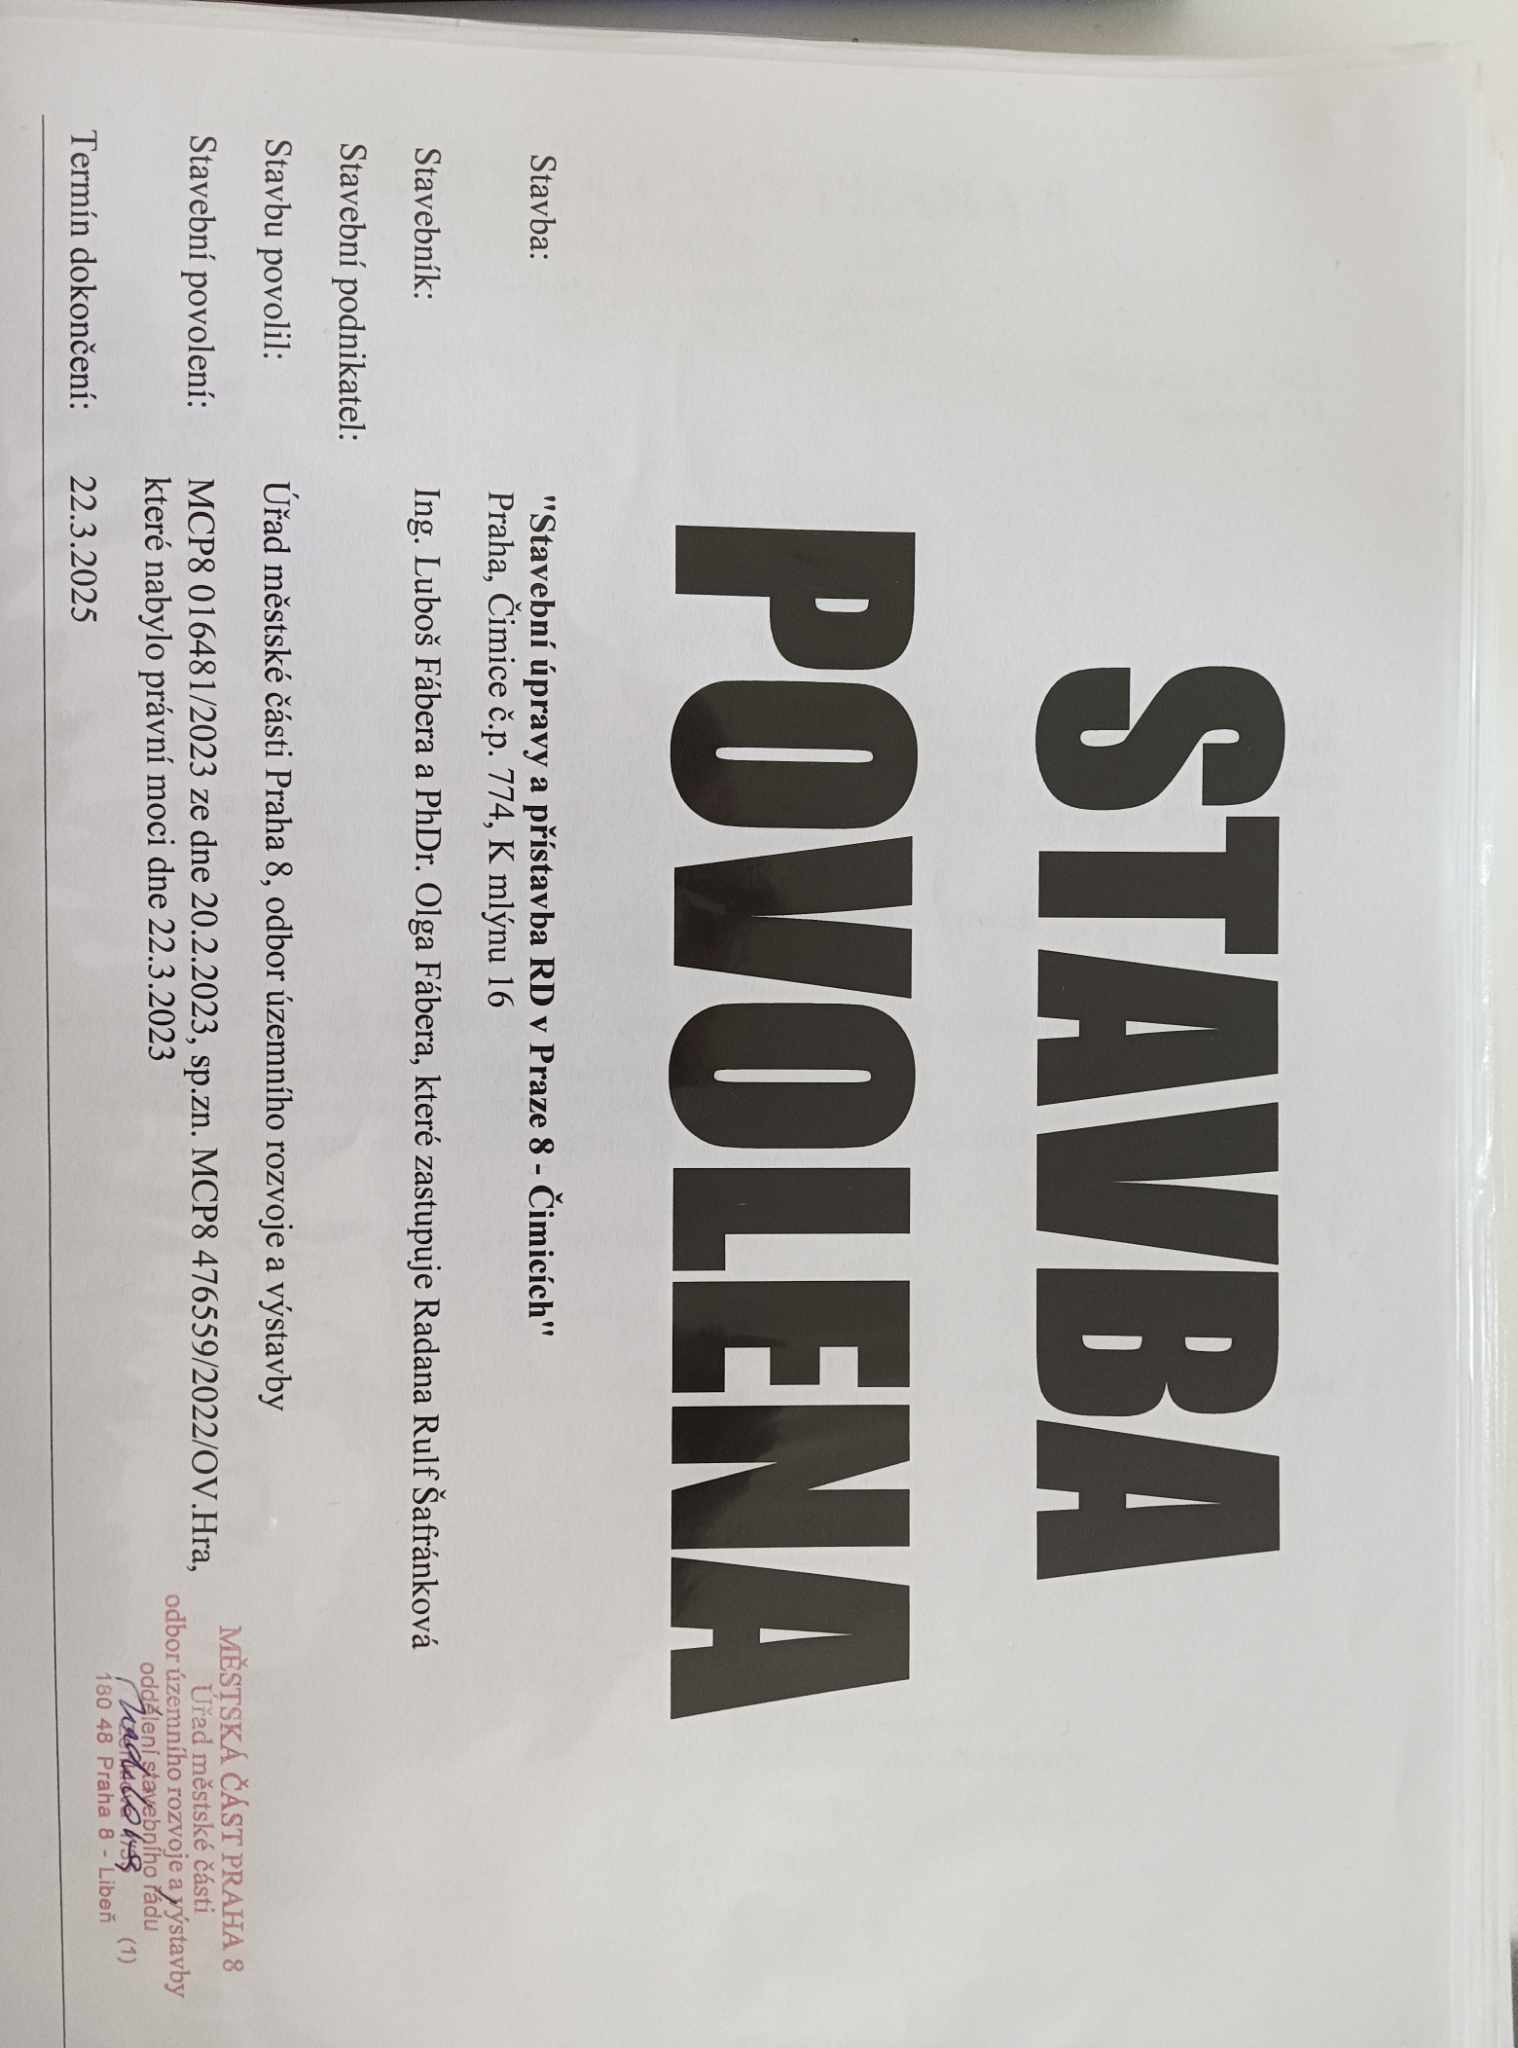 STAVBA
POVOLENA
Stavba: "Stavební úpravy a přístavba RD v Praze 8 - Čimicích"
Praha, Čimice č.p. 774, K mlýnu 16
Stavebník: Ing. Luboš Fábera a PhDr. Olga Fábera, které zastupuje Radana Rulf Šafránková
Stavební podnikatel:
Stavbu povolil: Úřad městské části Praha 8, odbor územního rozvoje a výstavby
Stavební povolení: MCP8 016481/2023 ze dne 20.2.2023, sp.zn. MCP8 476559/2022/OV.Hra,
které nabylo právní moci dne 22.3.2023
Termín dokončení: 22.3.2025
MĚSTSKÁ ČÁST PRAHA 8
Úřad městské části
odbor územního rozvoje a výstavby
oddělení stavebního řádu
(1)
180 48 Praha 8 - Libeň